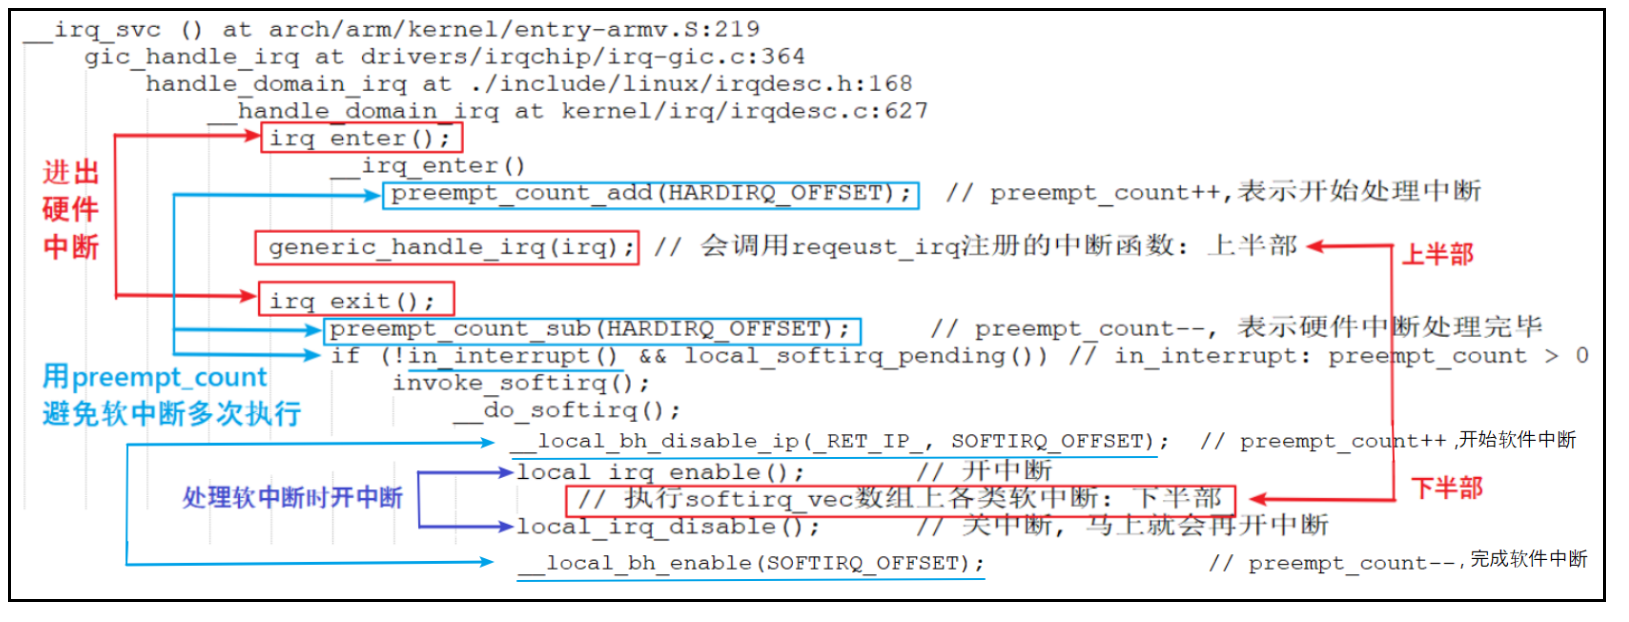 __irq_svc () at arch/arm/kernel/entry-armv.S:219
gic_handle_irq at drivers/irqchip/irq-gic.c:364
handle_domain_irq at ./include/linux/irqdesc.h:168
__handle_domain_irq at kernel/irq/irqdesc.c:627
irq_enter();
__irq_enter()
进出
硬件
中断
preempt_count_add(HARDIRQ_OFFSET); // preempt_count++,表示开始处理中断
generic_handle_irq(irq); // 会调用reqeust_irq注册的中断函数: 上半部
上半部
irq_exit();
preempt_count_sub(HARDIRQ_OFFSET); // preempt_count--, 表示硬件中断处理完毕
if (!in_interrupt() && local_softirq_pending()) // in_interrupt: preempt_count > 0
用preempt_count
避免软中断多次执行
invoke_softirq();
__do_softirq();
__local_bh_disable_ip(_RET_IP_, SOFTIRQ_OFFSET); // preempt_count++ ,开始软件中断
local_irq_enable(); // 开中断
处理软中断时开中断
// 执行softirq_vec数组上各类软中断: 下半部
下半部
local_irq_disable(); // 关中断, 马上就会再开中断
__local_bh_enable(SOFTIRQ_OFFSET); // preempt_count-- ,完成软件中断